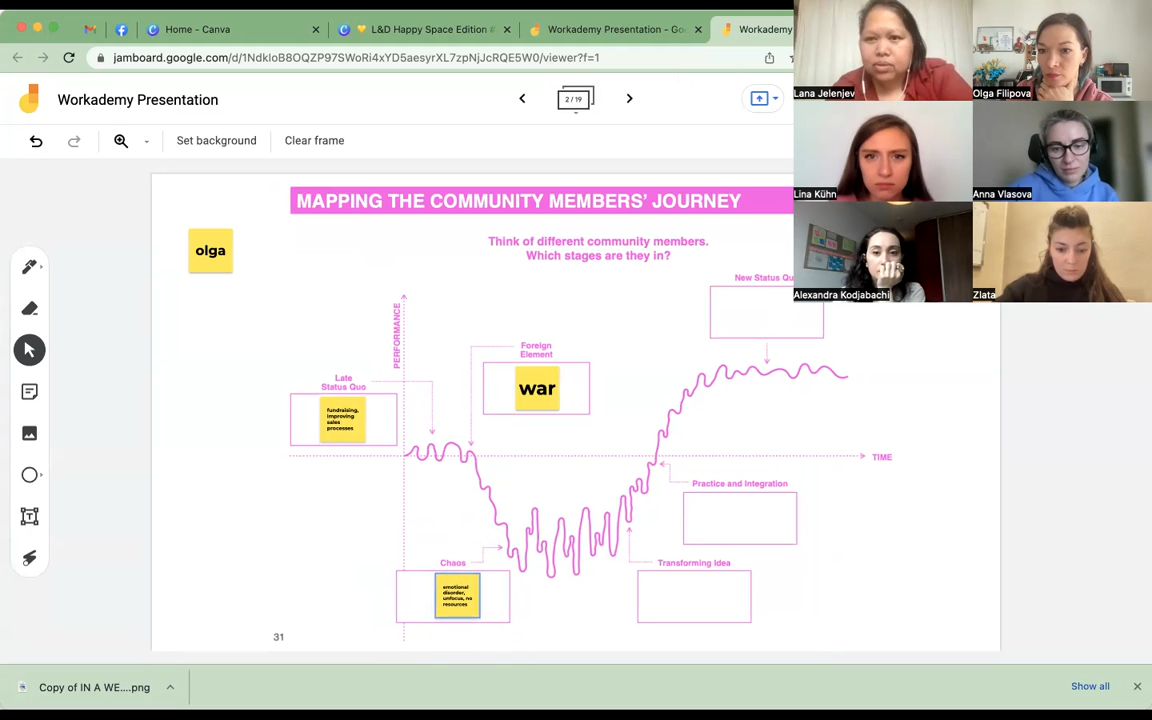 Home - Canva
L&D Happy Space Edition #
Workademy Presentation - Go
Workademy
jamboard.google.com/d/1NdkIoB8OQZP97SWoRi4xYD5aesyrXL7zpNjJcRQE5W0/viewer?f=1
Workademy Presentation
2 / 19
Set background
Clear frame
Lana Jelenjev
Olga Filipova
Lina Kühn
Anna Vlasova
Alexandra Kodjabachi
Zlata
MAPPING THE COMMUNITY MEMBERS' JOURNEY
olga
Think of different community members.
Which stages are they in?
New Status Qu
PERFORMANCE
Foreign
Element
war
Late
Status Quo
fundraising,
improving
sales
processes
TIME
Practice and Integration
Chaos
emotional
disorder,
unfocus, no
resources
Transforming Idea
31
Copy of IN A WE....png
Show all